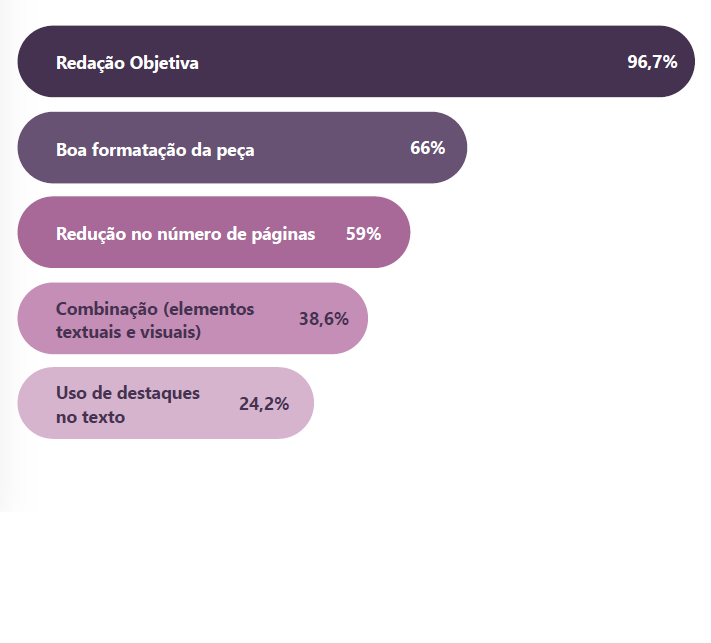 Redação Objetiva 96,7%
Boa formatação da peça 66%
Redução no número de páginas 59%
Combinação (elementos
textuais e visuais) 38,6%
Uso de destaques
no texto 24,2%